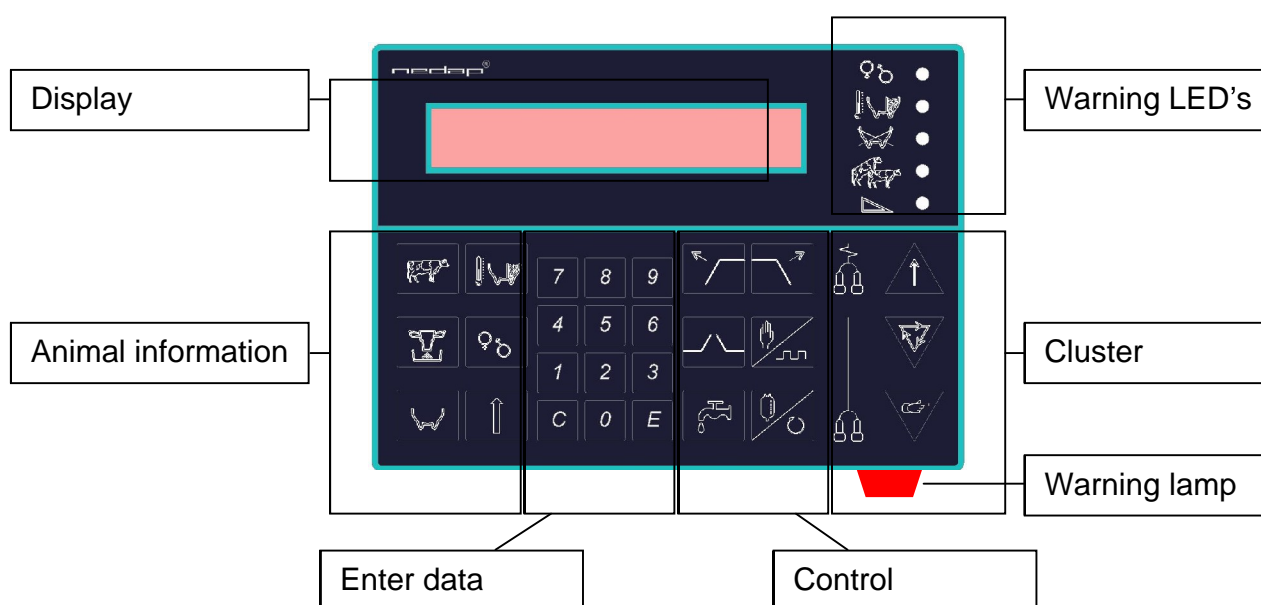 nedap®
Display
Warning LED's
7 8 9
Animal information
4 5 6
Cluster
1 2 3
C 0 E
Warning lamp
Enter data
Control